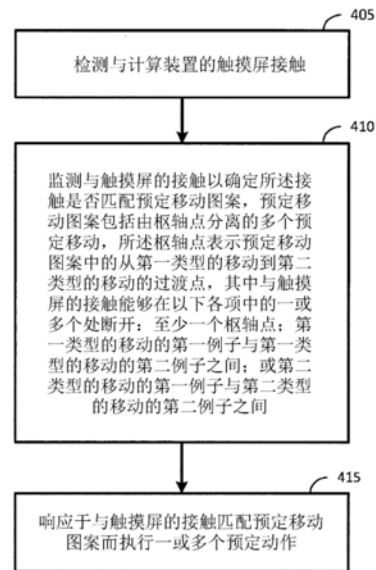 405
检测与计算装置的触摸屏接触
410
监测与触摸屏的接触以确定所述接
触是否匹配预定移动图案，预定移
动图案包括由枢轴点分离的多个预
定移动，所述枢轴点表示预定移动
图案中的从第一类型的移动到第二
类型的移动的过渡点，其中与触摸
屏的接触能够在以下各项中的一或
多个处断开：至少一个枢轴点；第
一类型的移动的第一例子与第一类
型的移动的第二例子之间；或第二
类型的移动的第一例子与第二类型
的移动的第二例子之间
415
响应于与触摸屏的接触匹配预定移动
图案而执行一或多个预定动作